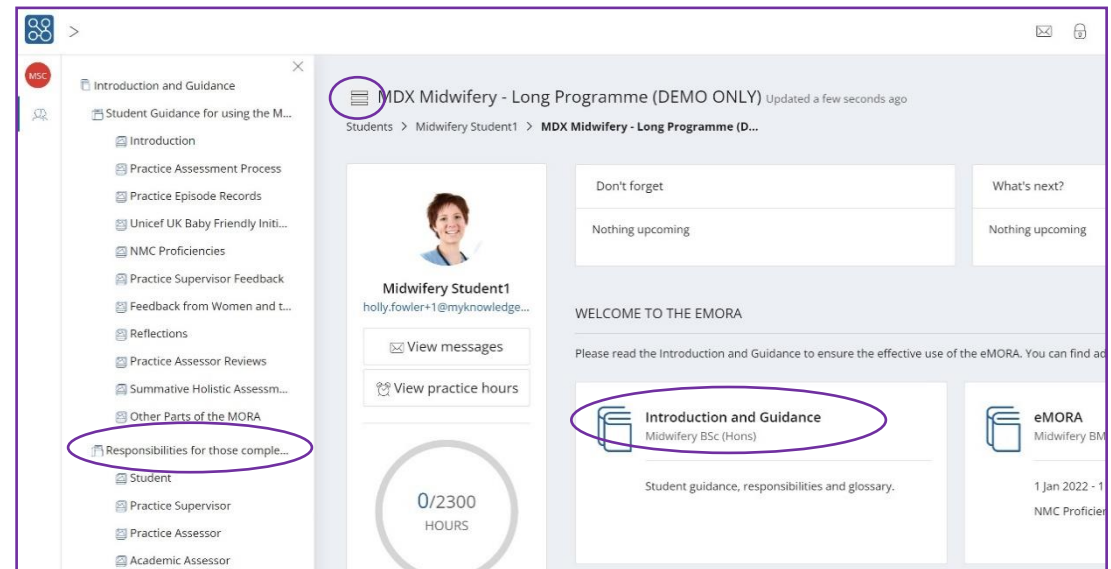 >
MSC
Introduction and Guidance
Student Guidance for using the M...
Introduction
Practice Assessment Process
Practice Episode Records
Unicef UK Baby Friendly Initi...
NMC Proficiencies
Practice Supervisor Feedback
Feedback from Women and t...
Reflections
Practice Assessor Reviews
Summative Holistic Assessm...
Other Parts of the MORA
Responsibilities for those comple...
Student
Practice Supervisor
Practice Assessor
Academic Assessor
MDX Midwifery - Long Programme (DEMO ONLY) Updated a few seconds ago
Students > Midwifery Student1 > MDX Midwifery - Long Programme (D...
Midwifery Student1
holly.fowler+1@myknowledge...
View messages
View practice hours
0/2300
HOURS
Don't forget
Nothing upcoming
What's next?
Nothing upcoming
WELCOME TO THE EMORA
Please read the Introduction and Guidance to ensure the effective use of the eMORA. You can find ad
Introduction and Guidance
Midwifery BSc (Hons)
Student guidance, responsibilities and glossary.
eMORA
Midwifery BM
1 Jan 2022 - 1
NMC Proficien